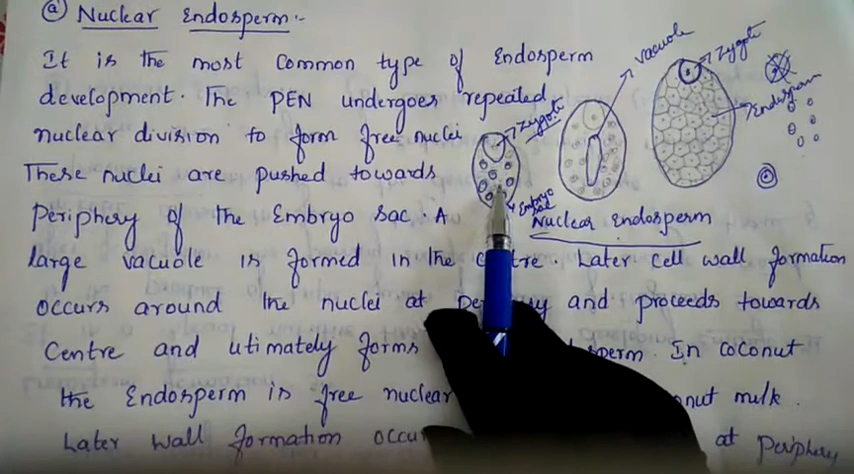 ⓐ Nuclear Endosperm:-
It is the most common type of Endosperm
development. The PEN undergoes repeated
nuclear division to form free nuclei
These nuclei are pushed towards
Periphery of the Embryo sac. A
large vacuole is formed in the centre. Later cell wall formation
occurs around the nuclei at and proceeds towards
Centre and utimately forms In coconut
the Endosperm is free nuclear milk.
Later wall formation at Periphery
Zygote
Embryo
sac
Vacuole
Zygote
Endosperm
Nuclear Endosperm